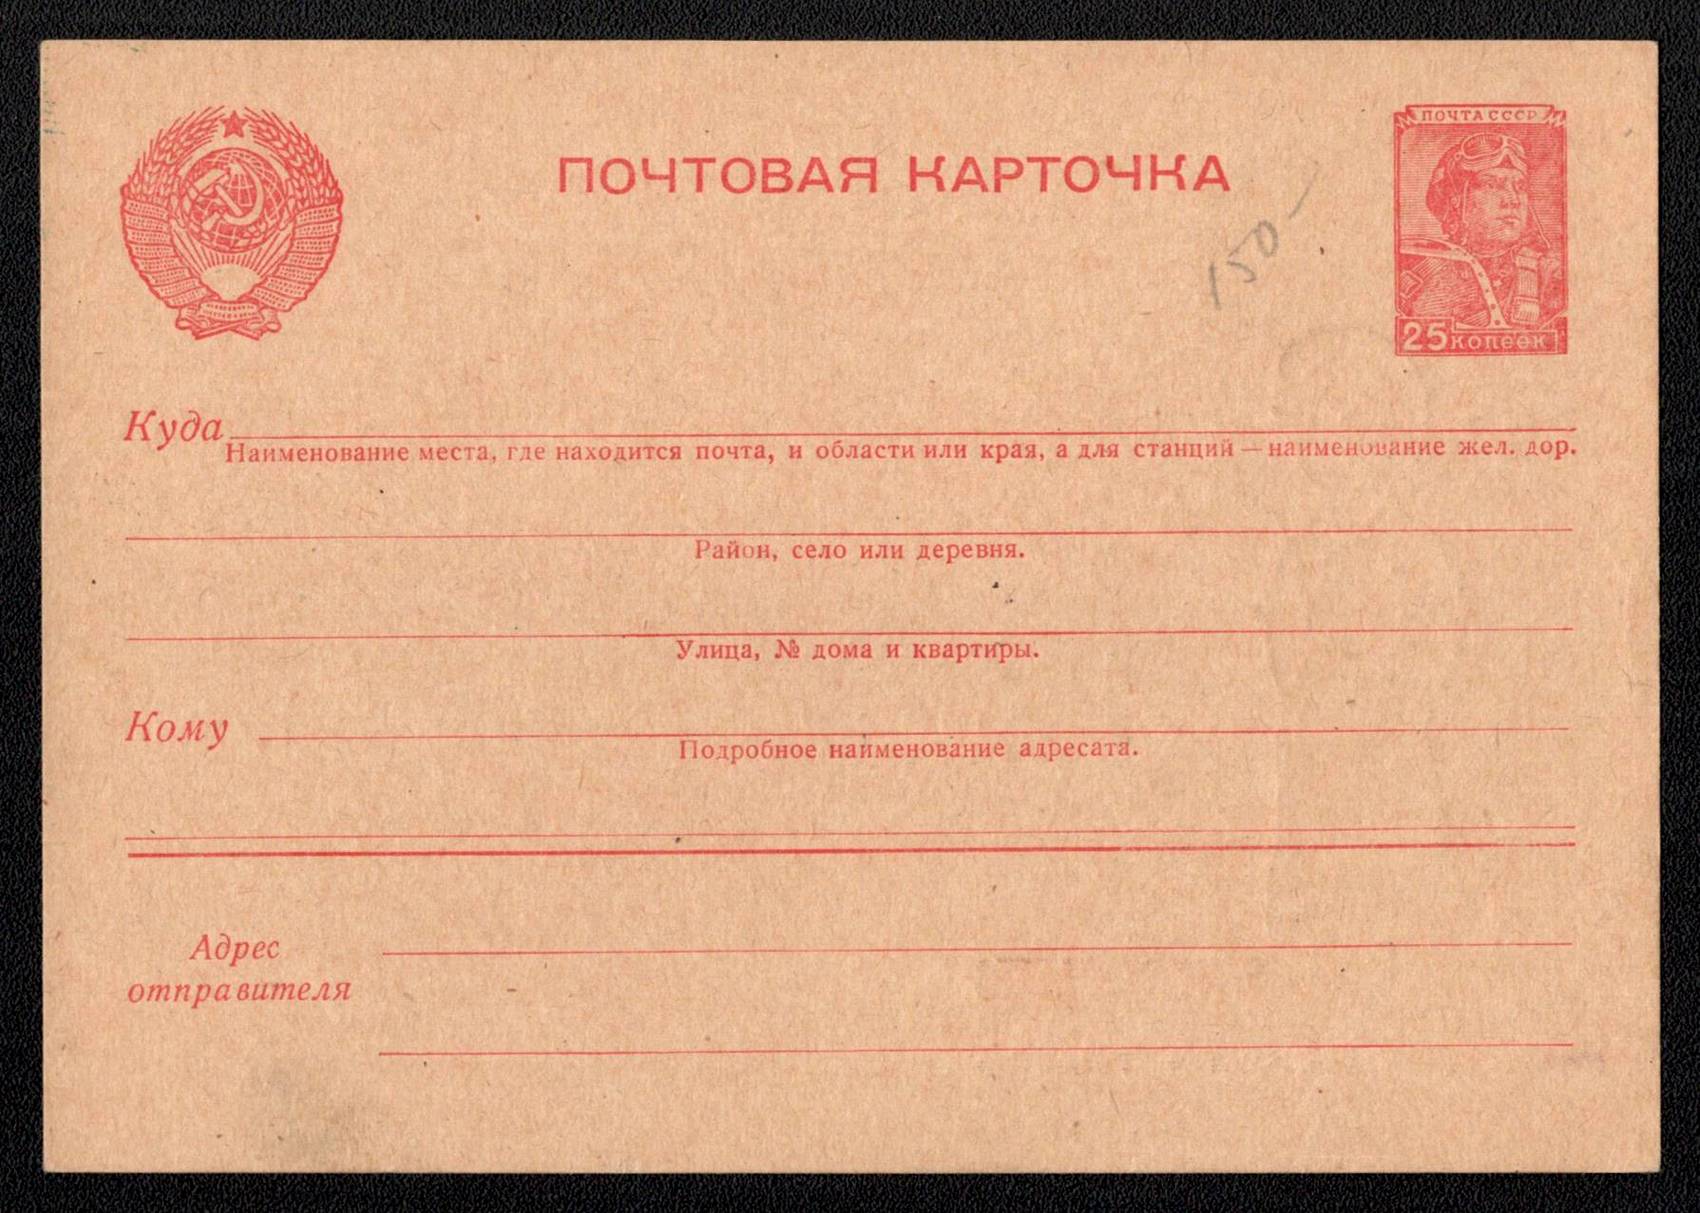 ПОЧТА СССР
ПОЧТОВАЯ КАРТОЧКА
150-
25 КОПЕЕК
Куда
Наименование места, где находится почта, и области или края, а для станций — наименование жел. дор.
Район, село или деревня.
Улица, № дома и квартиры.
Кому
Подробное наименование адресата.
Адрес
отправителя